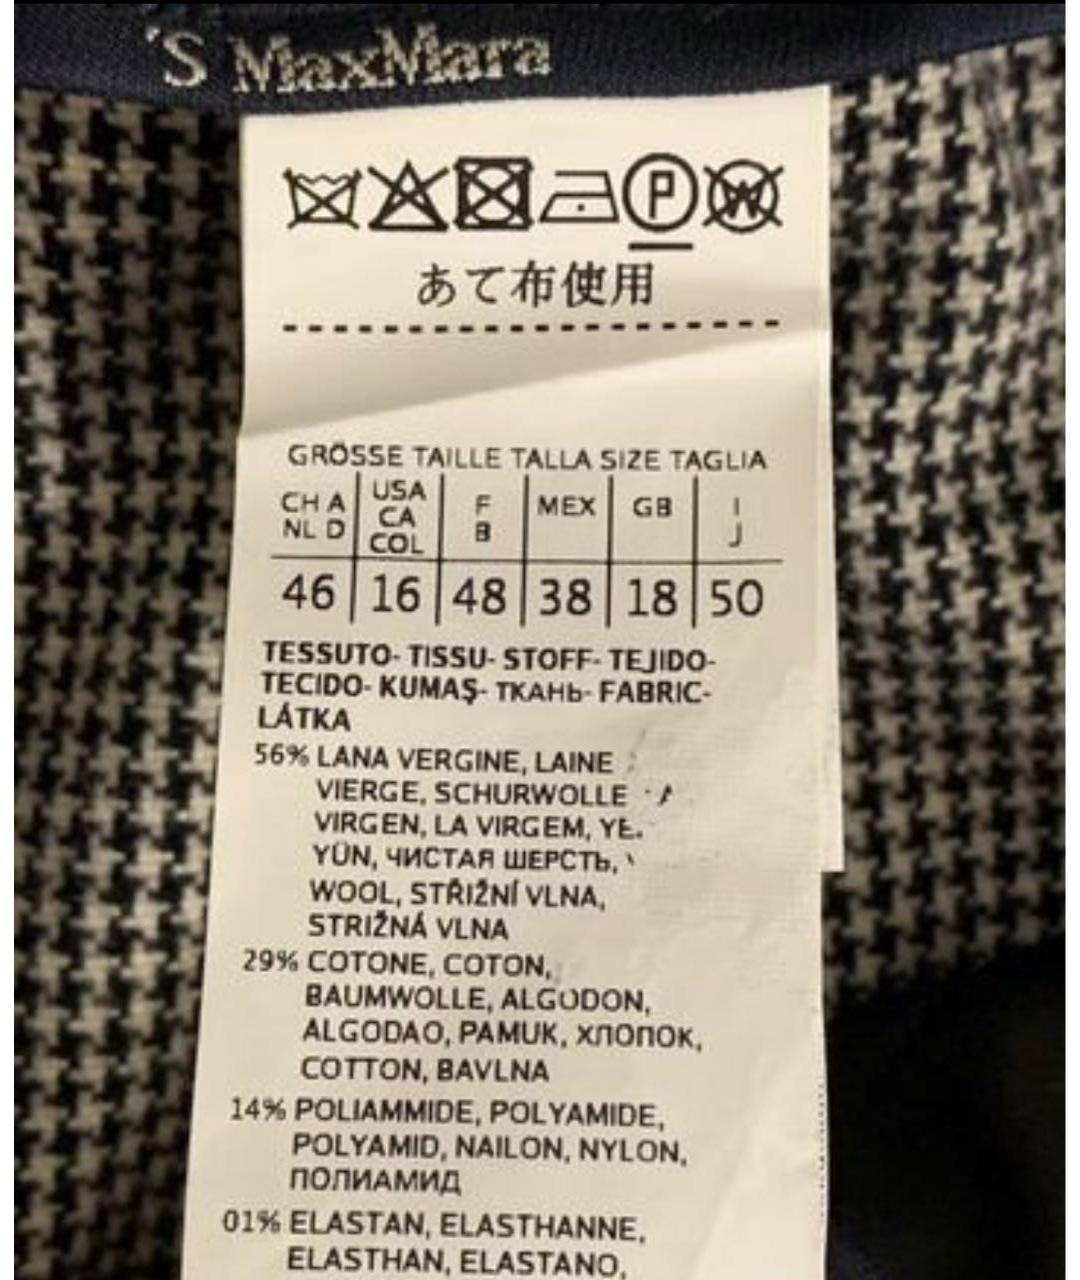 'S MaxMara
P W
あて布使用
GRÖSSE TAILLE TALLA SIZE TAGLIA
CH A NL D USA CA COL F B MEX GB I J
46 16 48 38 18 50
TESSUTO- TISSU- STOFF- TEJIDO-
TECIDO- KUMAŞ- ТКАНЬ- FABRIC-
LÁTKA
56% LANA VERGINE, LAINE
VIERGE, SCHURWOLLE
VIRGEN, LA VIRGEM,
YÜN, ЧИСТАЯ ШЕРСТЬ,
WOOL, STŘIŽNÍ VLNA,
STRIŽNÁ VLNA
29% COTONE, COTON,
BAUMWOLLE, ALGODON,
ALGODAO, PAMUK, ХЛОПОК,
COTTON, BAVLNA
14% POLIAMMIDE, POLYAMIDE,
POLYAMID, NAILON, NYLON,
ПОЛИАМИД
01% ELASTAN, ELASTHANNE,
ELASTHAN, ELASTANO,